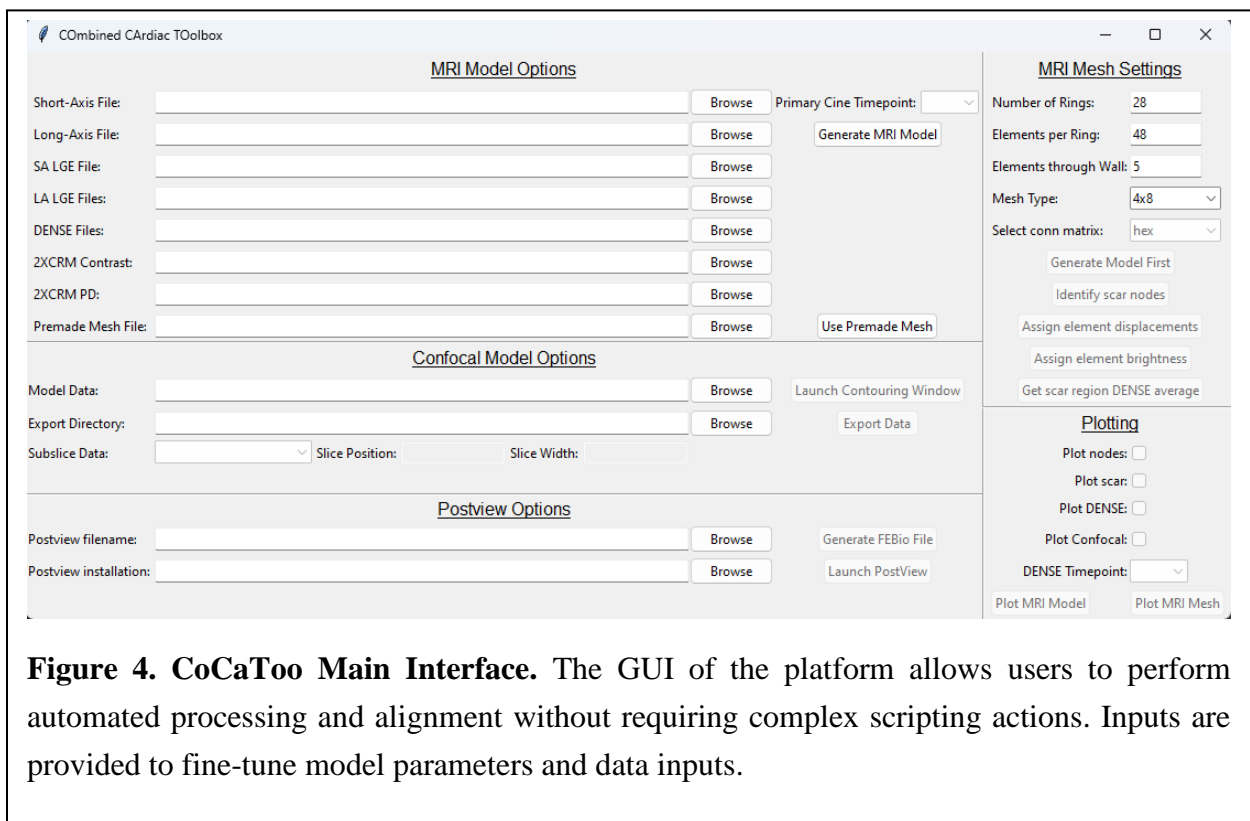 COmbined CArdiac TOolbox
MRI Model Options
Short-Axis File: Browse Primary Cine Timepoint:
Long-Axis File: Browse Generate MRI Model
SA LGE File: Browse
LA LGE Files: Browse
DENSE Files: Browse
2XCRM Contrast: Browse
2XCRM PD: Browse
Premade Mesh File: Browse Use Premade Mesh
Confocal Model Options
Model Data: Browse Launch Contouring Window
Export Directory: Browse Export Data
Subslice Data: Slice Position: Slice Width:
Postview Options
Postview filename: Browse Generate FEBio File
Postview installation: Browse Launch PostView
MRI Mesh Settings
Number of Rings: 28
Elements per Ring: 48
Elements through Wall: 5
Mesh Type: 4x8
Select conn matrix: hex
Generate Model First
Identify scar nodes
Assign element displacements
Assign element brightness
Get scar region DENSE average
Plotting
Plot nodes:
Plot scar:
Plot DENSE:
Plot Confocal:
DENSE Timepoint:
Plot MRI Model Plot MRI Mesh
Figure 4. CoCaToo Main Interface. The GUI of the platform allows users to perform
automated processing and alignment without requiring complex scripting actions. Inputs are
provided to fine-tune model parameters and data inputs.